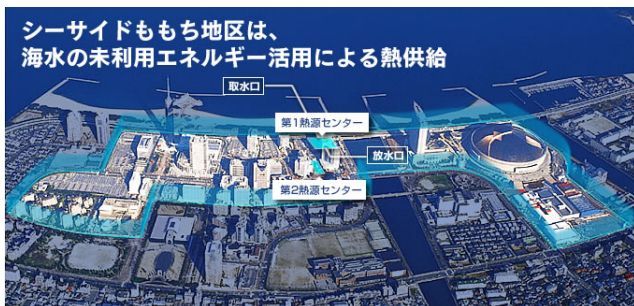 シーサイドももち地区は、
海水の未利用エネルギー活用による熱供給
取水口
第1熱源センター
放水口
第2熱源センター